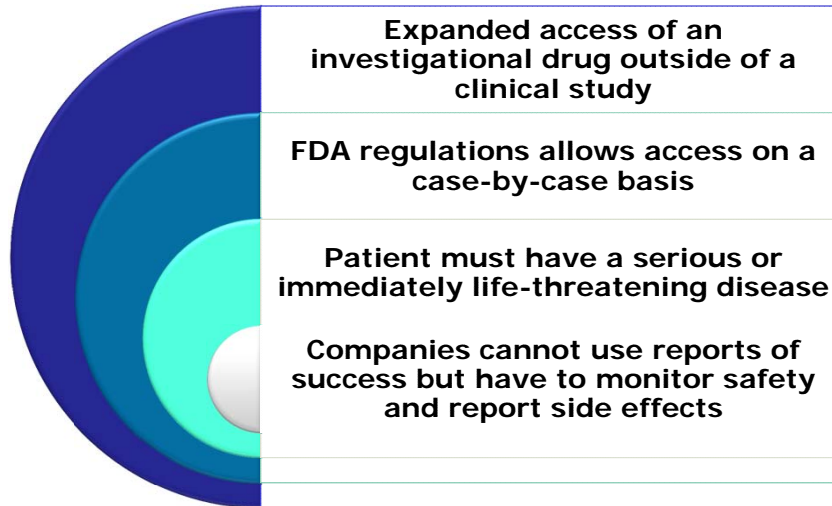 Expanded access of an
investigational drug outside of a
clinical study
FDA regulations allows access on a
case-by-case basis
Patient must have a serious or
immediately life-threatening disease
Companies cannot use reports of
success but have to monitor safety
and report side effects